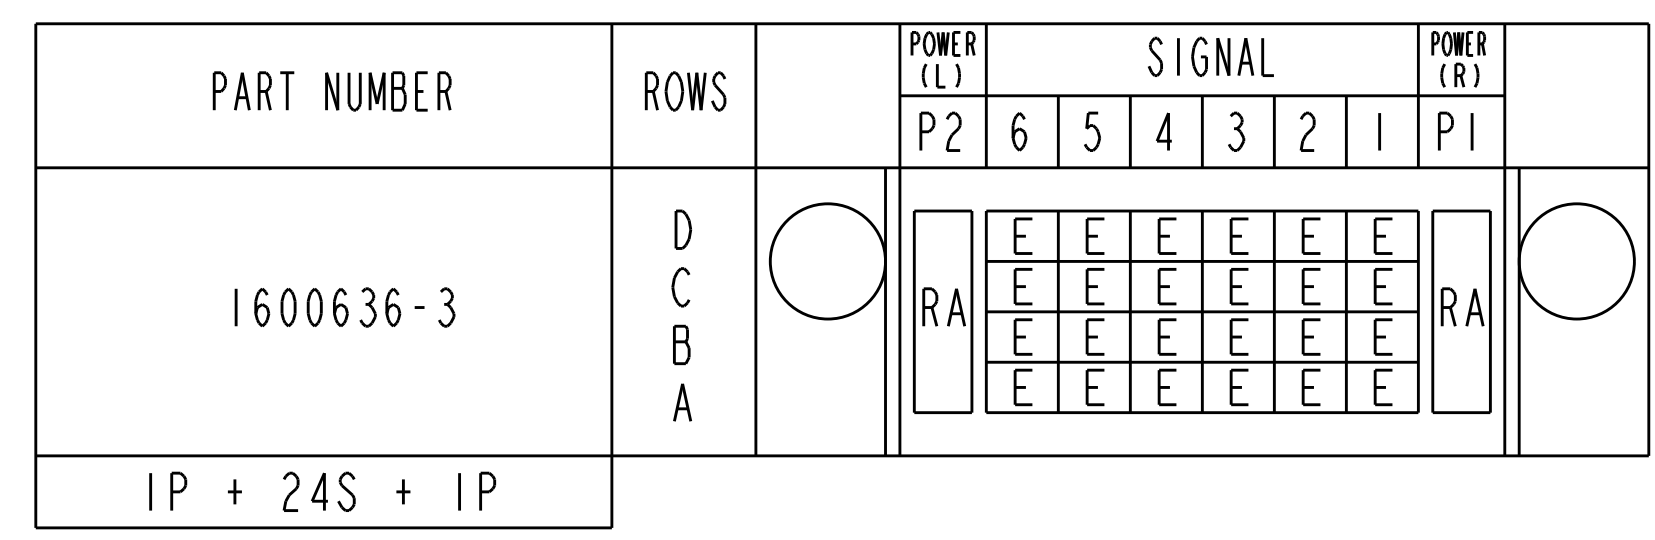 PART NUMBER ROWS POWER (L) SIGNAL POWER (R)
P2 6 5 4 3 2 1 P1
1600636-3
D E E E E E E
C E E E E E E
RA RA
B E E E E E E
A E E E E E E
1P + 24S + 1P